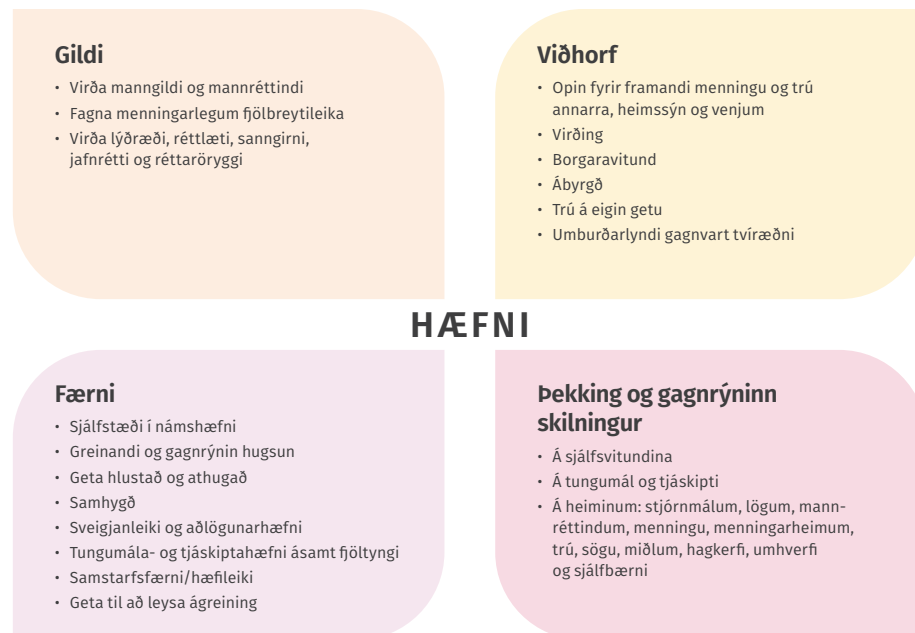 Gildi
• Virða manngildi og mannréttindi
• Fagna menningarlegum fjölbreytileika
• Virða lýðræði, réttlæti, sanngirni,
jafnrétti og réttaröryggi
Viðhorf
• Opin fyrir framandi menningu og trú
annarra, heimssýn og venjum
• Virðing
• Borgaravitund
• Ábyrgð
• Trú á eigin getu
• Umburðarlyndi gagnvart tvíræðni
HÆFNI
Færni
• Sjálfstæði í námshæfni
• Greinandi og gagnrýnin hugsun
• Geta hlustað og athugað
• Samhygð
• Sveigjanleiki og aðlögunarhæfni
• Tungumála- og tjáskiptahæfni ásamt fjöltyngi
• Samstarfsfærni/hæfileiki
• Geta til að leysa ágreining
Þekking og gagnrýninn
skilningur
• Á sjálfsvitundina
• Á tungumál og tjáskipti
• Á heiminum: stjórnmálum, lögum, mann-
réttindum, menningu, menningarheimum,
trú, sögu, miðlum, hagkerfi, umhverfi
og sjálfbærni